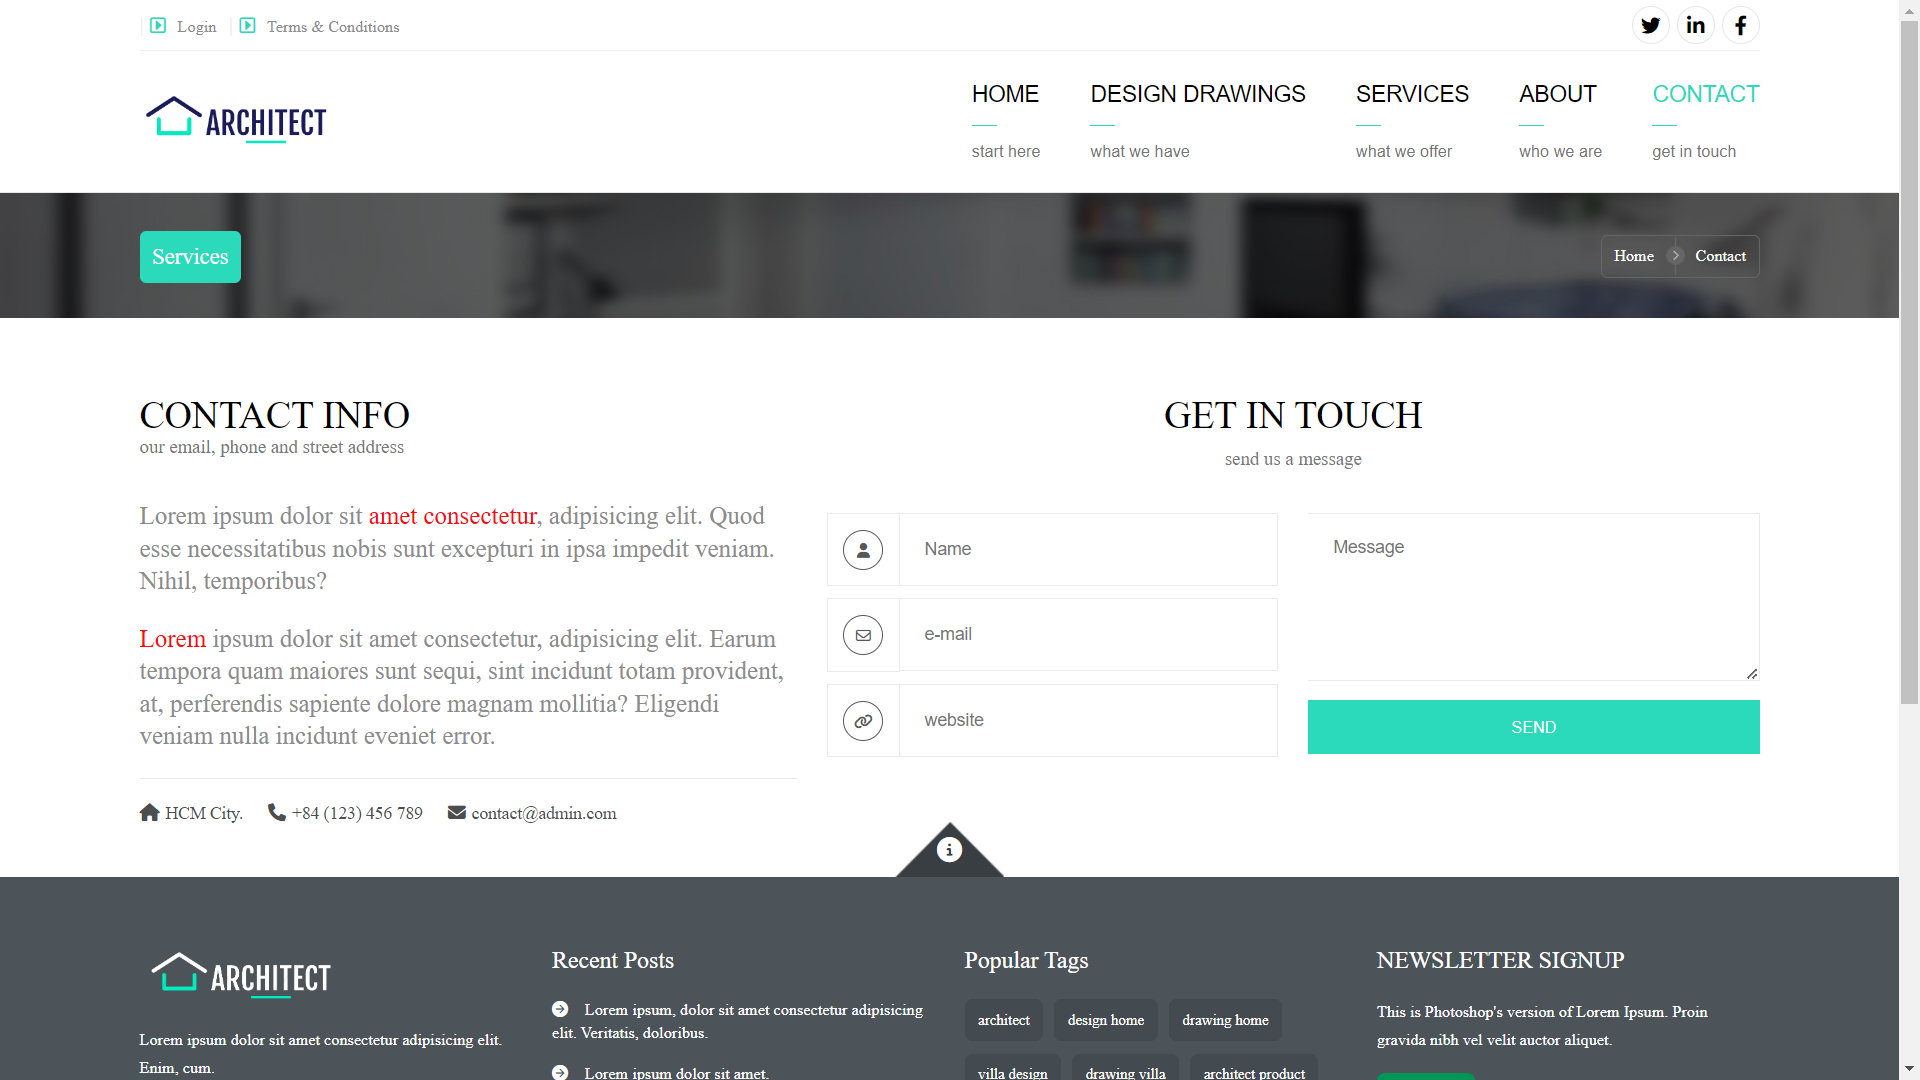 Login
Terms & Conditions
ARCHITECT
HOME
start here
DESIGN DRAWINGS
what we have
SERVICES
what we offer
ABOUT
who we are
CONTACT
get in touch
Services
Home
Contact
CONTACT INFO
our email, phone and street address
Lorem ipsum dolor sit amet consectetur, adipisicing elit. Quod
esse necessitatibus nobis sunt excepturi in ipsa impedit veniam.
Nihil, temporibus?
Lorem ipsum dolor sit amet consectetur, adipisicing elit. Earum
tempora quam maiores sunt sequi, sint incidunt totam provident,
at, perferendis sapiente dolore magnam mollitia? Eligendi
veniam nulla incidunt eveniet error.
HCM City.
+84 (123) 456 789
contact@admin.com
GET IN TOUCH
send us a message
Name
e-mail
website
Message
SEND
ARCHITECT
Lorem ipsum dolor sit amet consectetur adipisicing elit.
Enim, cum.
Recent Posts
Lorem ipsum, dolor sit amet consectetur adipisicing
elit. Veritatis, doloribus.
Lorem ipsum dolor sit amet.
Popular Tags
architect
design home
drawing home
villa design
drawing villa
architect product
NEWSLETTER SIGNUP
This is Photoshop's version of Lorem Ipsum. Proin
gravida nibh vel velit auctor aliquet.